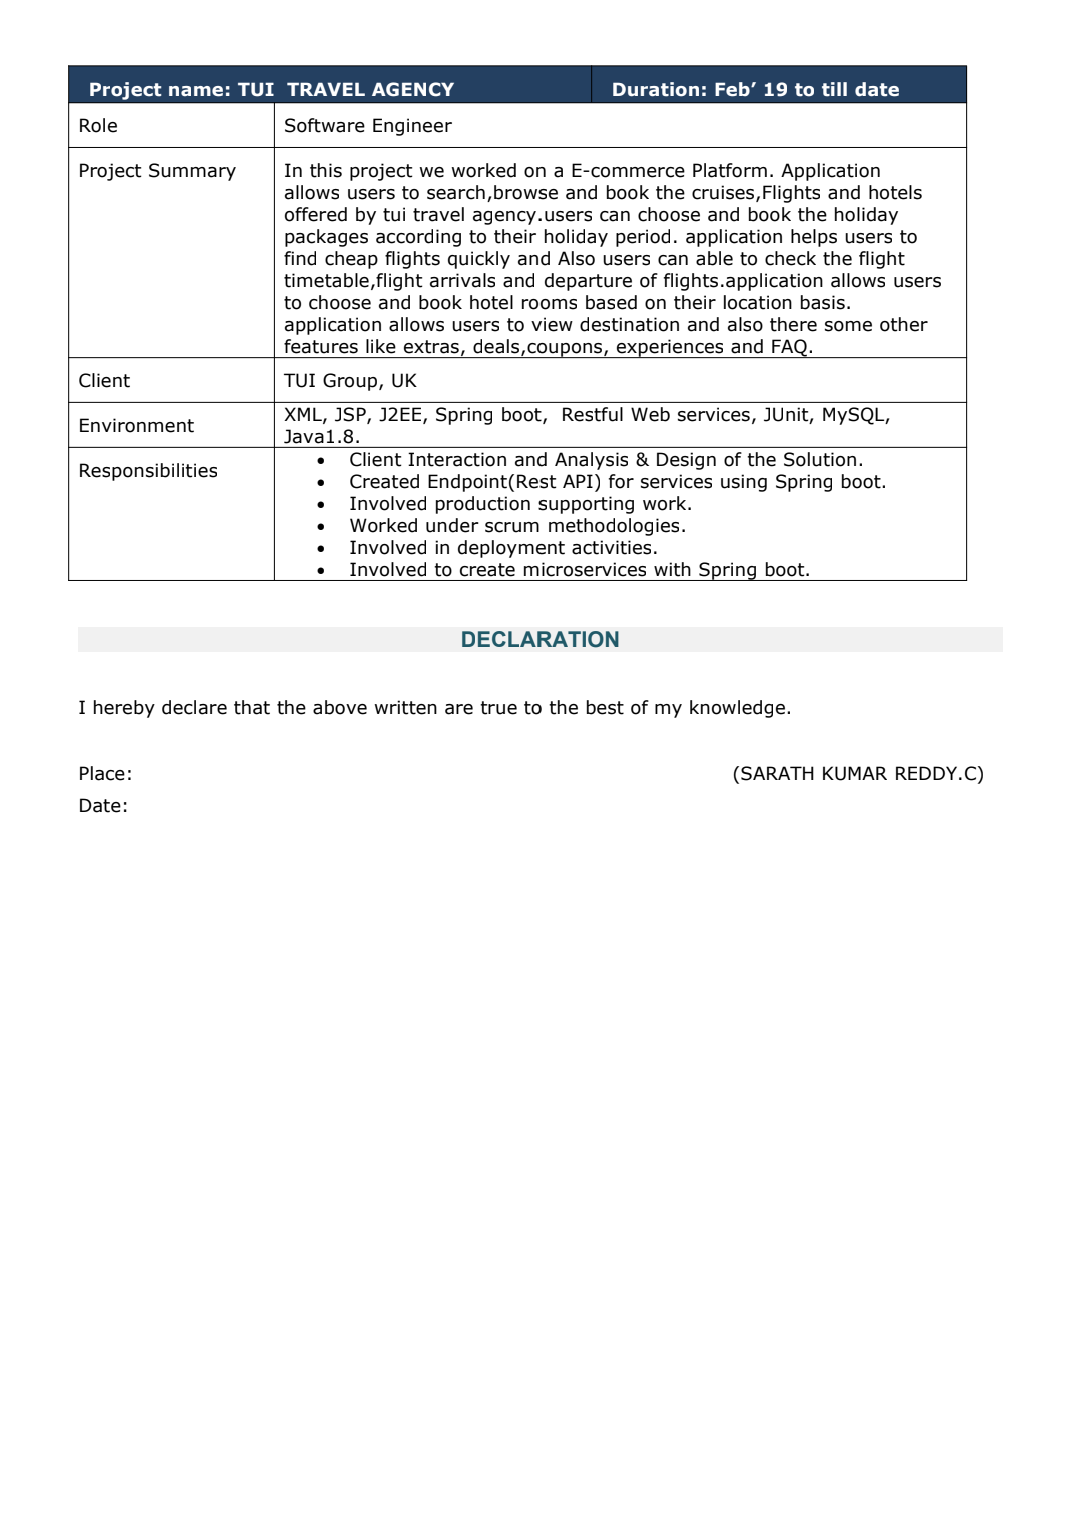 Project name: TUI  TRAVEL AGENCY	Duration: Feb’ 19 to till date
Role	Software Engineer
Project Summary	In this project we worked on a E-commerce Platform. Application
allows users to search,browse and book the cruises,Flights and hotels
offered by tui travel agency.users can choose and book the holiday
packages according to their holiday period. application helps users to
find cheap flights quickly and Also users can able to check the flight
timetable,flight arrivals and departure of flights.application allows users
to choose and book hotel rooms based on their location basis.
application allows users to view destination and also there some other
features like extras, deals,coupons, experiences and FAQ.
Client	TUI Group, UK
Environment	XML, JSP, J2EE, Spring boot,  Restful Web services, JUnit, MySQL,
Java1.8.
Responsibilities	• Client Interaction and Analysis & Design of the Solution.
• Created Endpoint(Rest API) for services using Spring boot.
• Involved production supporting work.
• Worked under scrum methodologies.
• Involved in deployment activities.
• Involved to create microservices with Spring boot.
DECLARATION
I hereby declare that the above written are true to the best of my knowledge.
Place:	(SARATH KUMAR REDDY.C)
Date: